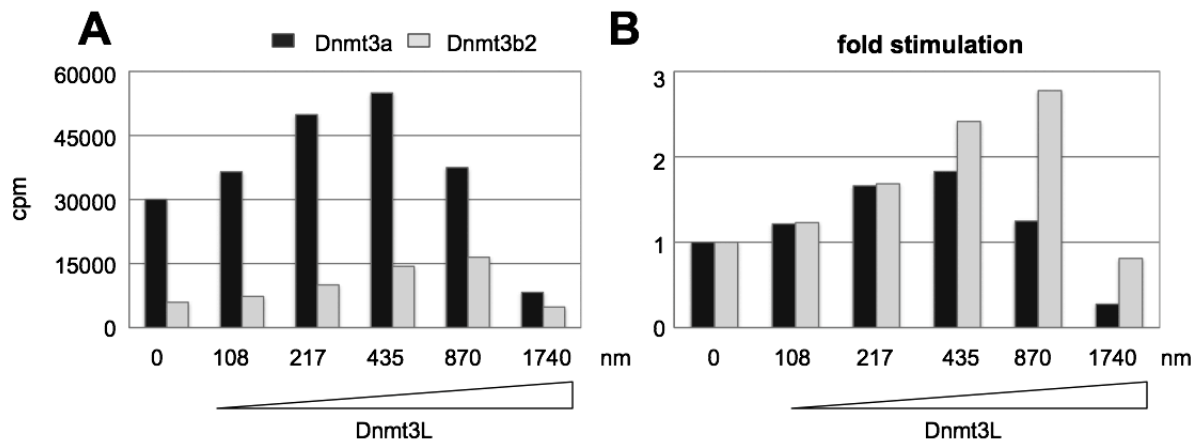 A
Dnmt3a Dnmt3b2
60000
45000
30000
15000
0
cpm
0 108 217 435 870 1740 nm
Dnmt3L
B
fold stimulation
3
2
1
0
0 108 217 435 870 1740 nm
Dnmt3L